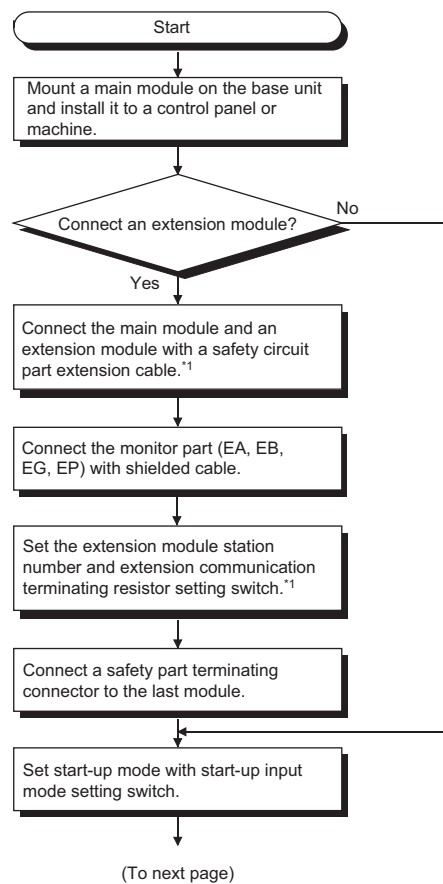 Start
Mount a main module on the base unit
and install it to a control panel or
machine.
Connect an extension module?
No
Yes
Connect the main module and an
extension module with a safety circuit
part extension cable.*1
Connect the monitor part (EA, EB,
EG, EP) with shielded cable.
Set the extension module station
number and extension communication
terminating resistor setting switch.*1
Connect a safety part terminating
connector to the last module.
Set start-up mode with start-up input
mode setting switch.
(To next page)